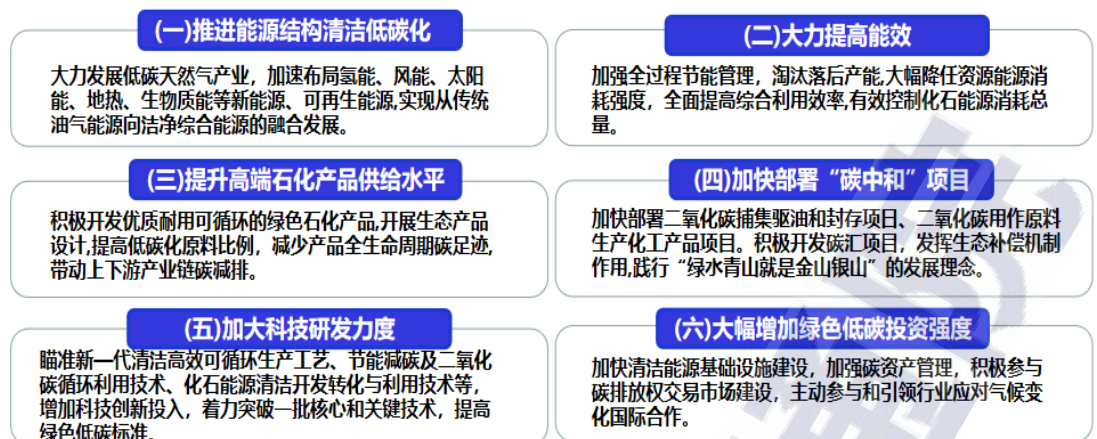 (一)推进能源结构清洁低碳化
大力发展低碳天然气产业，加速布局氢能、风能、太阳
能、地热、生物质能等新能源、可再生能源,实现从传统
油气能源向洁净综合能源的融合发展。
(二)大力提高能效
加强全过程节能管理，淘汰落后产能,大幅降任资源能源消
耗强度，全面提高综合利用效率,有效控制化石能源消耗总
量。
(三)提升高端石化产品供给水平
积极开发优质耐用可循环的绿色石化产品,开展生态产品
设计,提高低碳化原料比例，减少产品全生命周期碳足迹,
带动上下游产业链碳减排。
(四)加快部署“碳中和”项目
加快部署二氧化碳捕集驱油和封存项日、二氧化碳用作原料
生产化工产品项目。积极开发碳汇项目，发挥生态补偿机制
作用,践行“绿水青山就是金山银山”的发展理念。
(五)加大科技研发力度
瞄准新—代清洁高效可循环生产工艺、节能减碳及二氧化
碳循环利用技术、化石能源清洁开发转化与利用技术等，
增加科技创新投入，着力突破一批核心和关键技术，提高
绿色低碳标准。
(六)大幅增加绿色低碳投资强度
加快清洁能源基础设施建设，加强碳资产管理，积极参与
碳排放权交易市场建设，主动参与和引领行业应对气候变
化国际合作。